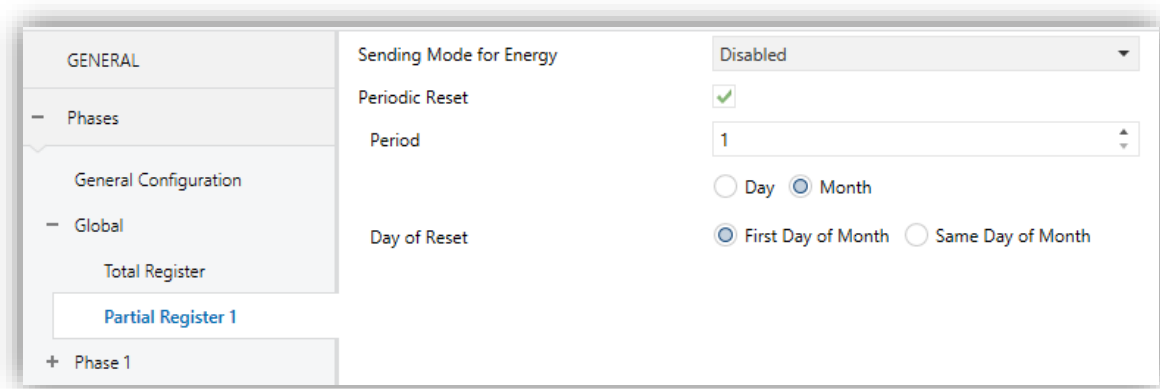 GENERAL
Phases
General Configuration
Global
Total Register
Partial Register 1
Phase 1
Sending Mode for Energy Disabled
Periodic Reset
Period 1
Day Month
Day of Reset First Day of Month Same Day of Month